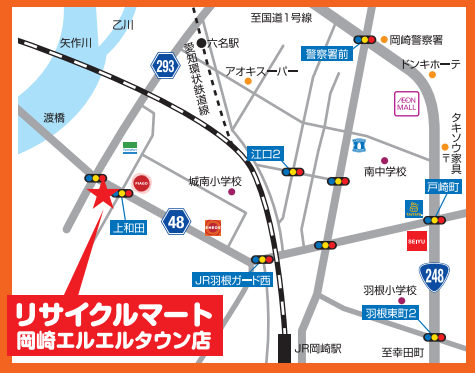 至国道1号線
乙川
矢作川
六名駅
愛知環状鉄道線
警察署前
岡崎警察署
ドンキホーテ
293
アオキスーパー
ÆON
MALL
渡橋
タキソウ家具
〒
江口2
南中学校
戸崎町
PIAGO
城南小学校
上和田
48
ENEOS
SEIYU
JR羽根ガード西
248
羽根小学校
羽根東町2
リサイクルマート
岡崎エルエルタウン店
JR岡崎駅
至幸田町